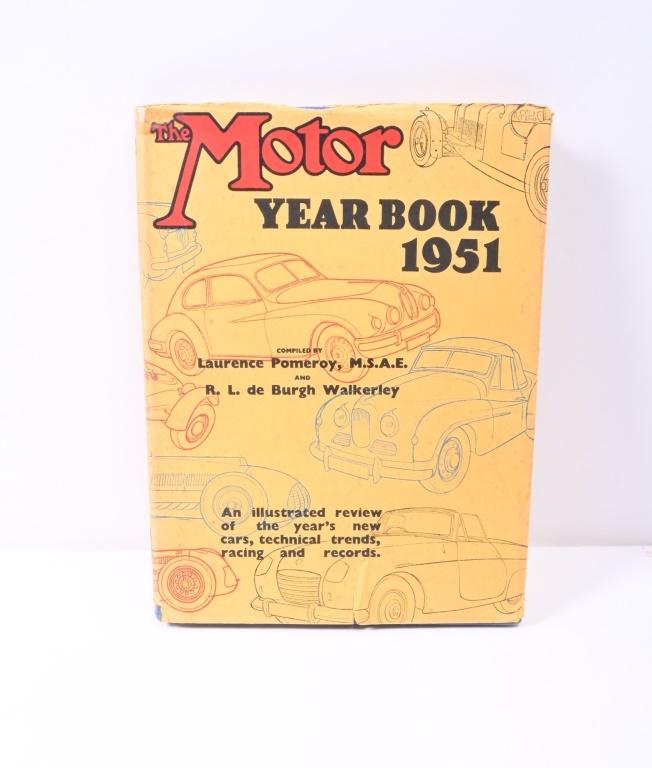 The Motor
YEAR BOOK
1951
COMPILED BY
Laurence Pomeroy, M.S.A.E.
AND
R. L. de Burgh Walkerley
An illustrated review
of the year's new
cars, technical trends,
racing and records.